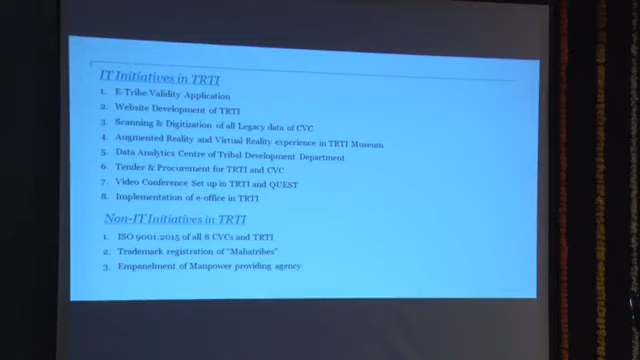 IT Initiatives in TRTI
1. E-Tribe Validity Application
2. Website Development of TRTI
3. Scanning & Digitization of all Legacy data of CVC
4. Augmented Reality and Virtual Reality experience in TRTI Museum
5. Data Analytics Centre of Tribal Development Department
6. Tender & Procurement for TRTI and CVC
7. Video Conference Set up in TRTI and QUEST
8. Implementation of e-office in TRTI
Non-IT Initiatives in TRTI
1. ISO 9001:2015 of all 8 CVCs and TRTI
2. Trademark registration of "Mahatribes"
3. Empanelment of Manpower providing agency